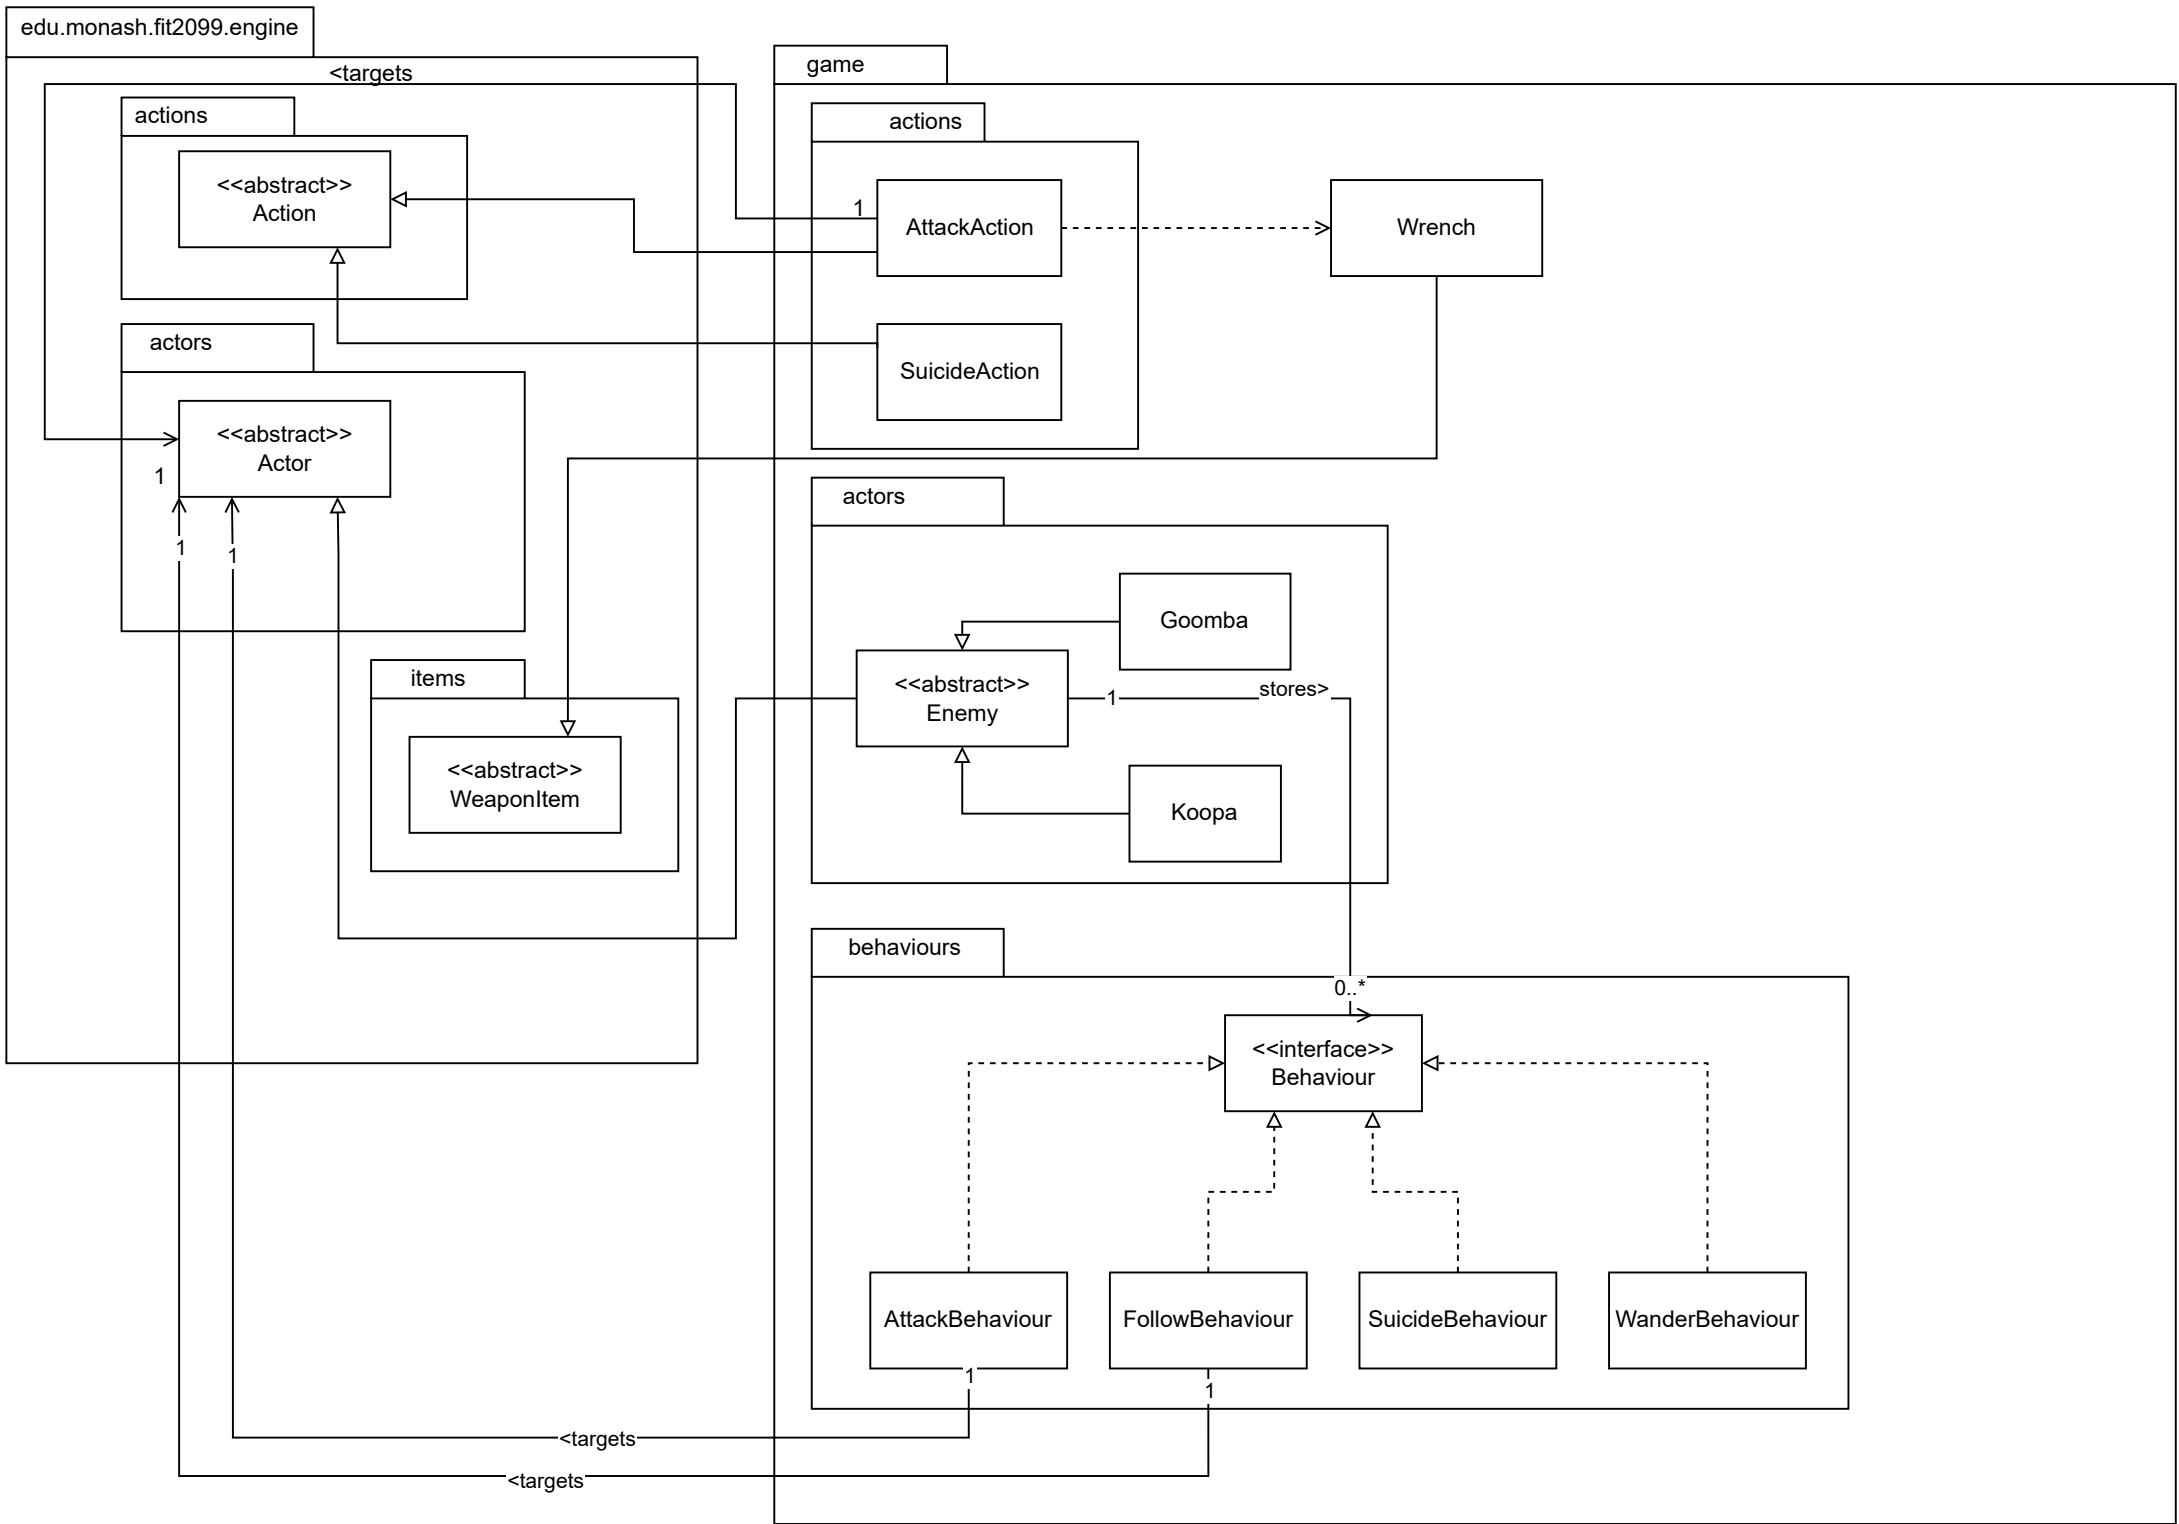 edu.monash.fit2099.engine
<targets
game
actions
actions
<<abstract>>
Action
1
AttackAction
Wrench
actors
SuicideAction
<<abstract>>
Actor
1
actors
1
1
Goomba
items
<<abstract>>
Enemy
1
stores>
<<abstract>>
WeaponItem
Koopa
behaviours
0..*
<<interface>>
Behaviour
AttackBehaviour
FollowBehaviour
SuicideBehaviour
WanderBehaviour
1
1
<targets
<targets